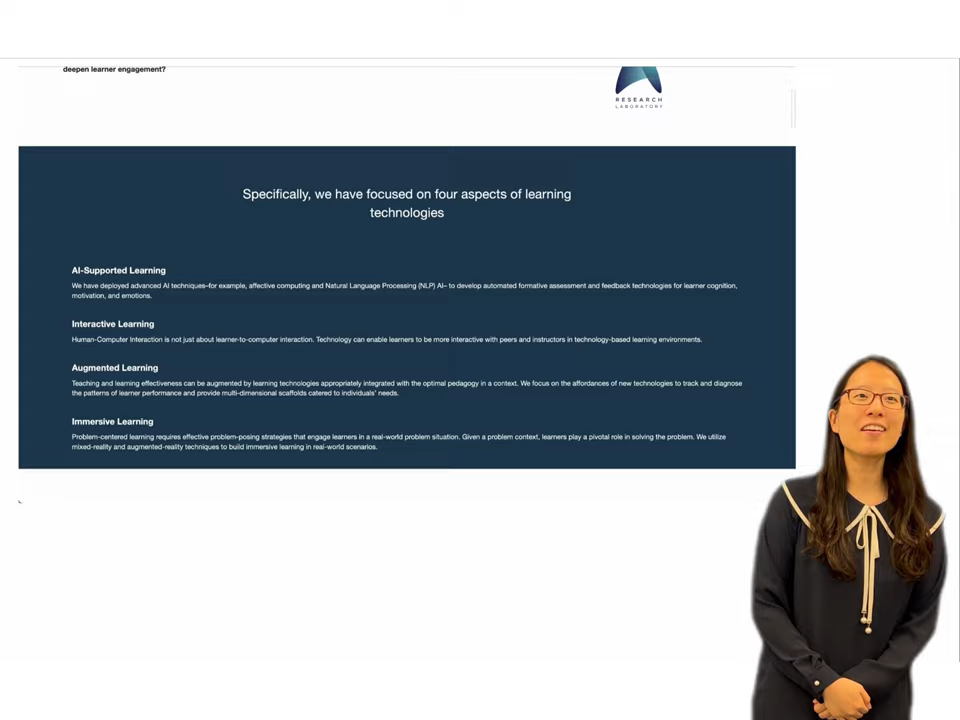 deepen learner engagement?
RESEARCH
LABORATORY
Specifically, we have focused on four aspects of learning
technologies
AI-Supported Learning
We have deployed advanced AI techniques–for example, affective computing and Natural Language Processing (NLP) AI– to develop automated formative assessment and feedback technologies for learner cognition,
motivation, and emotions.
Interactive Learning
Human-Computer Interaction is not just about learner-to-computer interaction. Technology can enable learners to be more interactive with peers and instructors in technology-based learning environments.
Augmented Learning
Teaching and learning effectiveness can be augmented by learning technologies appropriately integrated with the optimal pedagogy in a context. We focus on the affordances of new technologies to track and diagnose
the patterns of learner performance and provide multi-dimensional scaffolds catered to individuals' needs.
Immersive Learning
Problem-centered learning requires effective problem-posing strategies that engage learners in a real-world problem situation. Given a problem context, learners play a pivotal role in solving the problem. We utilize
mixed-reality and augmented-reality techniques to build immersive learning in real-world scenarios.